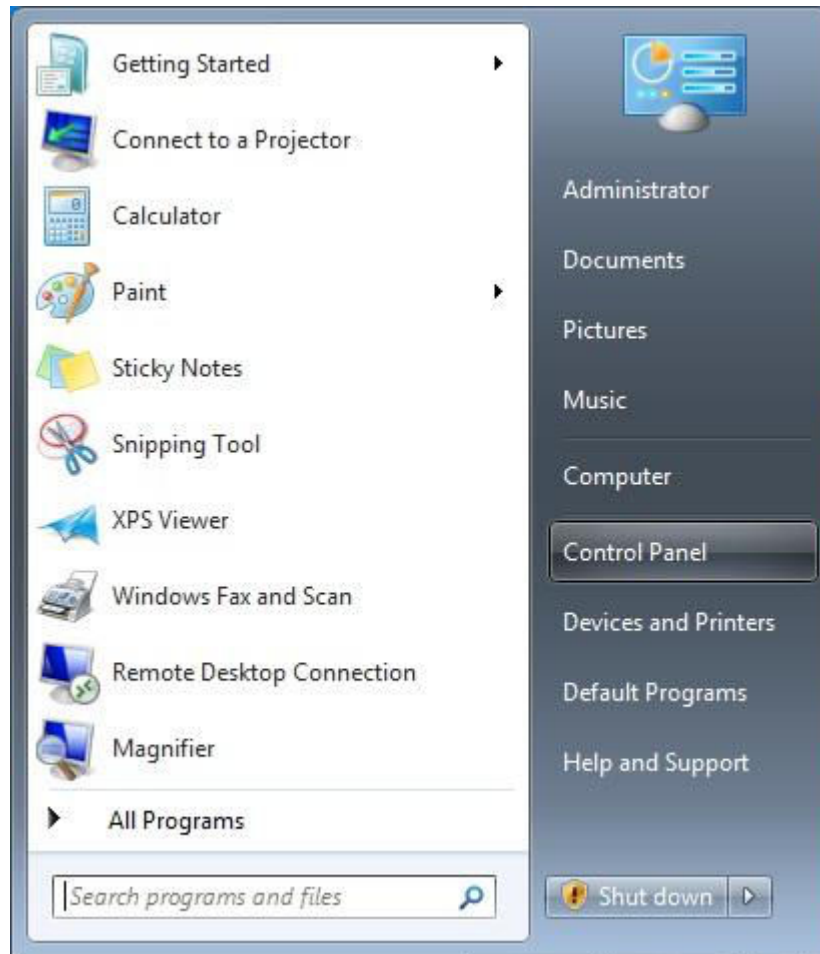 Getting Started
Connect to a Projector
Calculator
Paint
Sticky Notes
Snipping Tool
XPS Viewer
Windows Fax and Scan
Remote Desktop Connection
Magnifier
All Programs
Search programs and files
Administrator
Documents
Pictures
Music
Computer
Control Panel
Devices and Printers
Default Programs
Help and Support
Shut down